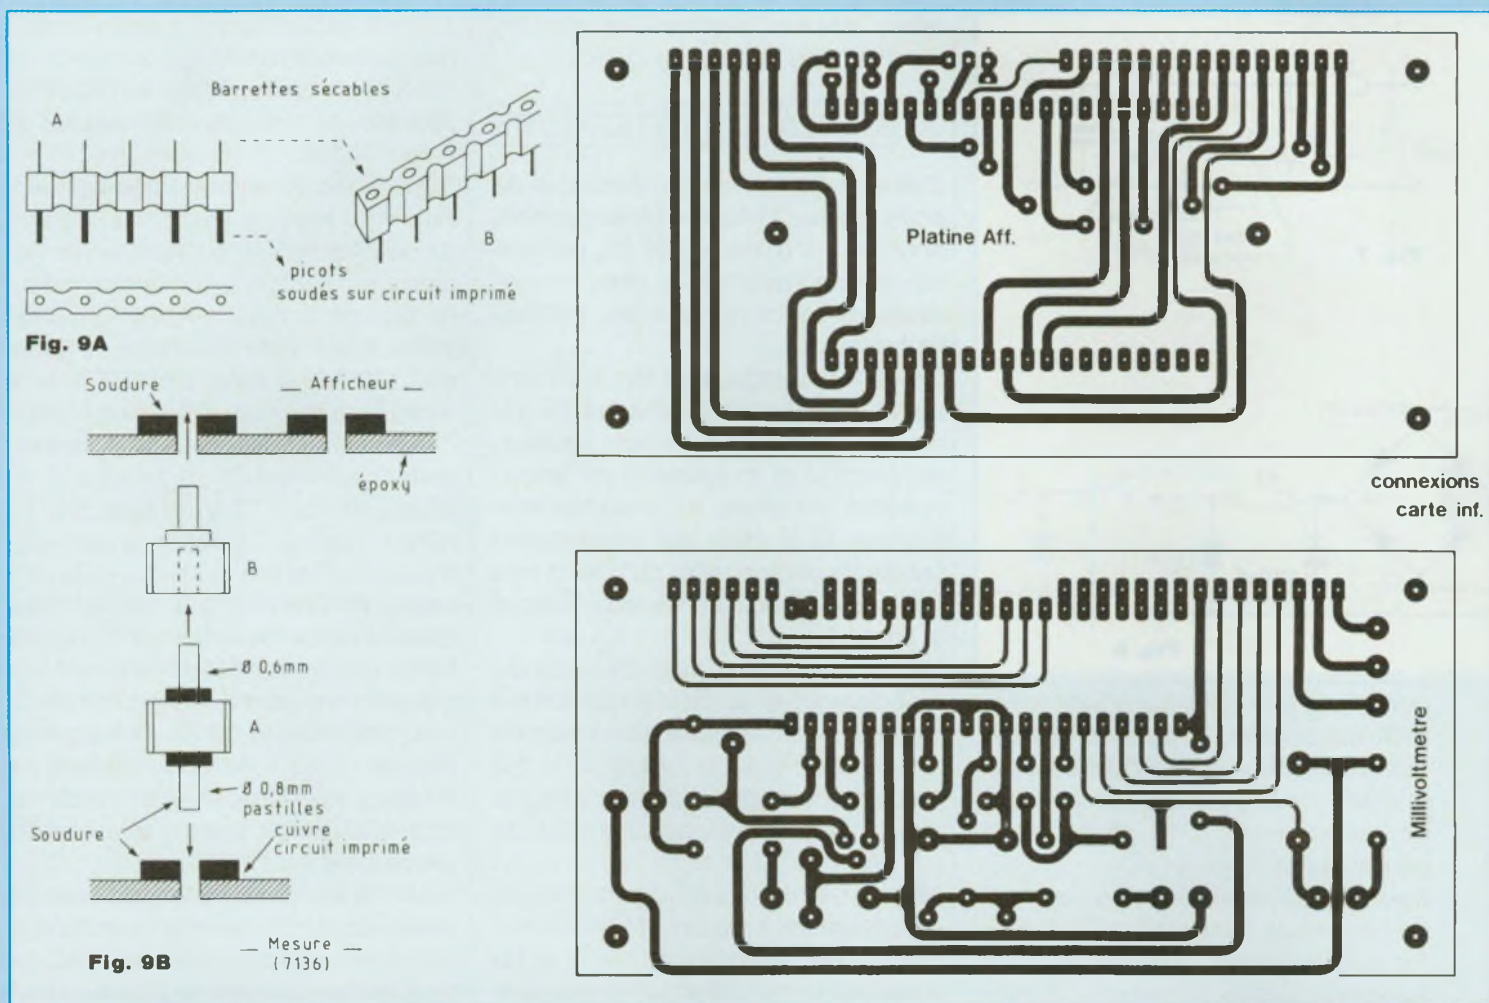 Barrettes sécables
A
B
picots
soudés sur circuit imprimé
Fig. 9A
Soudure
Afficheur
époxy
B
Ø 0,6mm
A
Ø 0,8mm
pastilles
Soudure
cuivre
circuit imprimé
Mesure
(7136)
Fig. 9B
Platine Aff.
connexions
carte inf.
Millivoltmetre